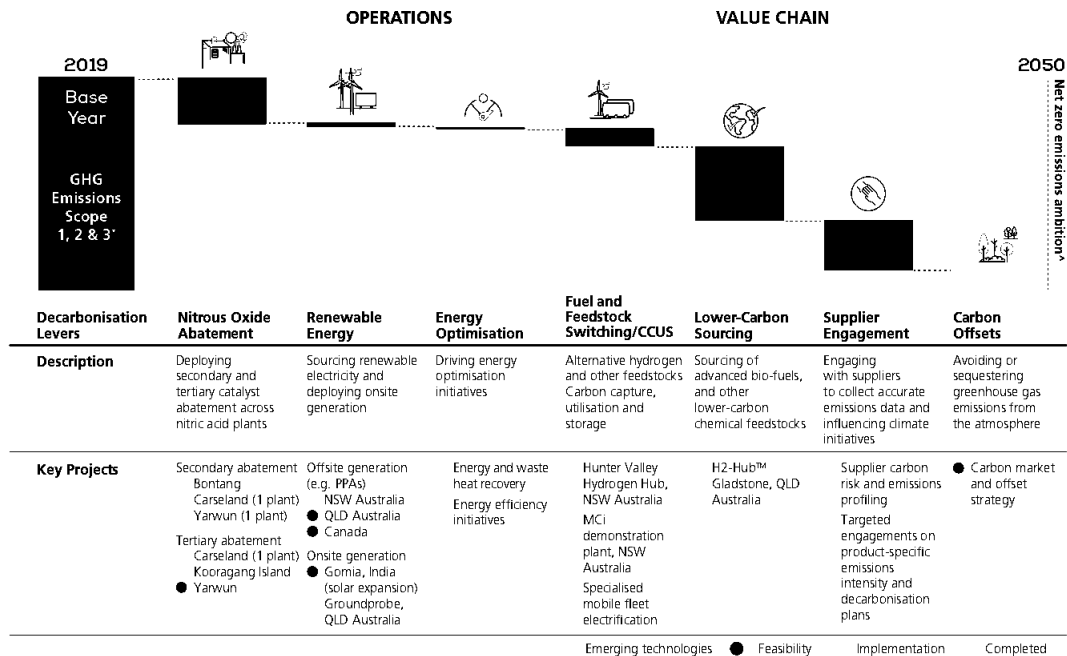 OPERATIONS
VALUE CHAIN
2019
2050
Base
Year
GHG
Emissions
Scope
1, 2 & 3*
Net zero emissions ambition^
Decarbonisation
Levers
Nitrous Oxide
Abatement
Renewable
Energy
Energy
Optimisation
Fuel and
Feedstock
Switching/CCUS
Lower-Carbon
Sourcing
Supplier
Engagement
Carbon
Offsets
Description
Deploying
secondary and
tertiary catalyst
abatement across
nitric acid plants
Sourcing renewable
electricity and
deploying onsite
generation
Driving energy
optimisation
initiatives
Alternative hydrogen
and other feedstocks
Carbon capture,
utilisation and
storage
Sourcing of
advanced bio-fuels,
and other
lower-carbon
chemical feedstocks
Engaging
with suppliers
to collect accurate
emissions data and
influencing climate
initiatives
Avoiding or
sequestering
greenhouse gas
emissions from
the atmosphere
Key Projects
Secondary abatement
Bontang
Carseland (1 plant)
Yarwun (1 plant)
Tertiary abatement
Carseland (1 plant)
Kooragang Island
Yarwun
Offsite generation
(e.g. PPAs)
NSW Australia
QLD Australia
Canada
Onsite generation
Gomia, India
(solar expansion)
Groundprobe,
QLD Australia
Energy and waste
heat recovery
Energy efficiency
initiatives
Hunter Valley
Hydrogen Hub,
NSW Australia
MCi
demonstration
plant, NSW
Australia
Specialised
mobile fleet
electrification
H2-Hub™
Gladstone, QLD
Australia
Supplier carbon
risk and emissions
profiling
Targeted
engagements on
product-specific
emissions
intensity and
decarbonisation
plans
Carbon market
and offset
strategy
Emerging technologies
Feasibility
Implementation
Completed